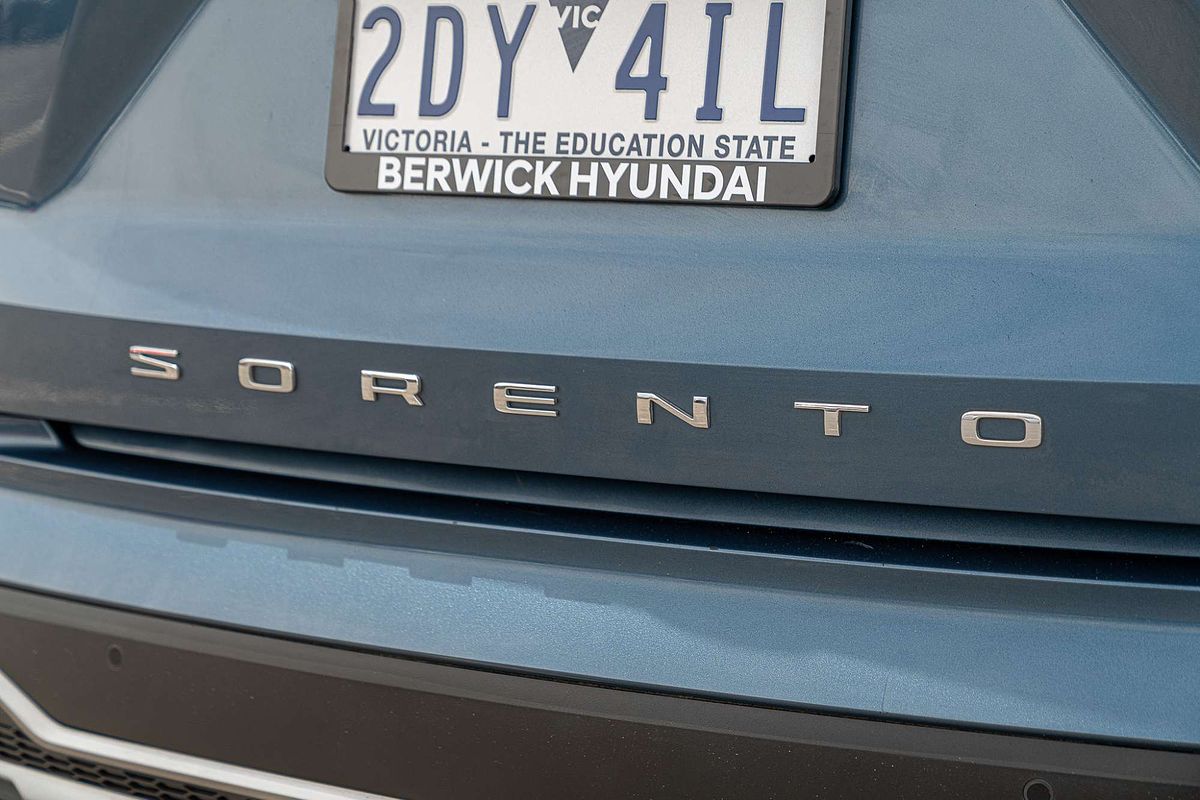 2DY VIC 4IL
VICTORIA - THE EDUCATION STATE
BERWICK HYUNDAI
SORENTO